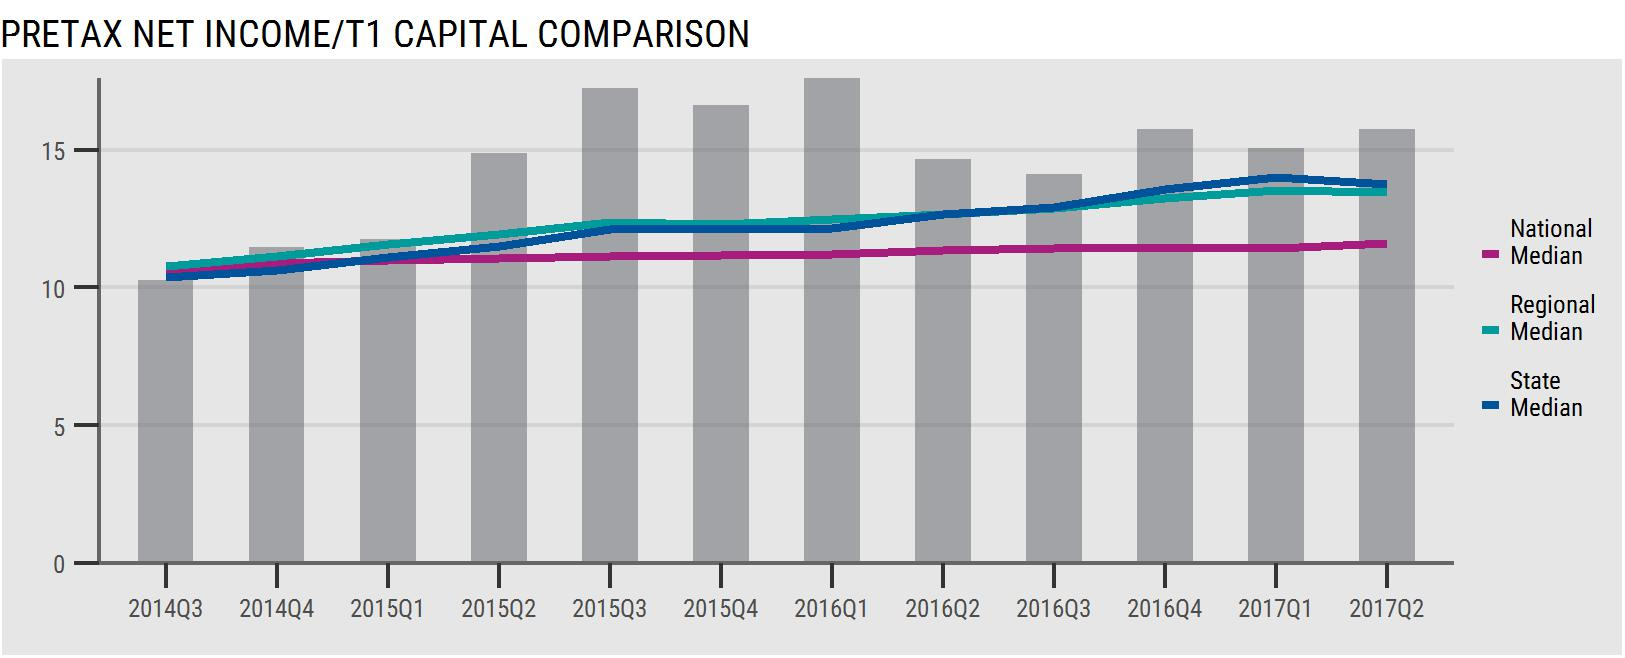 PRETAX NET INCOME/T1 CAPITAL COMPARISON
15
10
5
0
2014Q3 2014Q4 2015Q1 2015Q2 2015Q3 2015Q4 2016Q1 2016Q2 2016Q3 2016Q4 2017Q1 2017Q2
National
Median
Regional
Median
State
Median